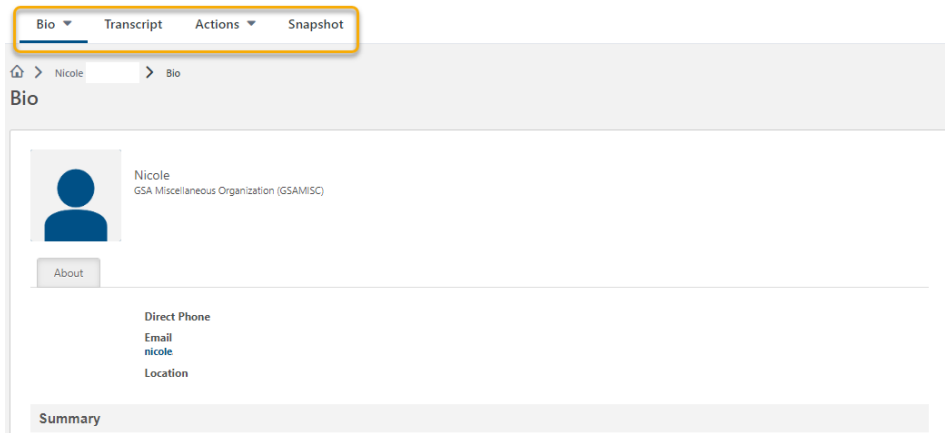 Bio Transcript Actions Snapshot
Nicole Bio
Bio
Nicole
GSA Miscellaneous Organization (GSAMISC)
About
Direct Phone
Email
nicole
Location
Summary